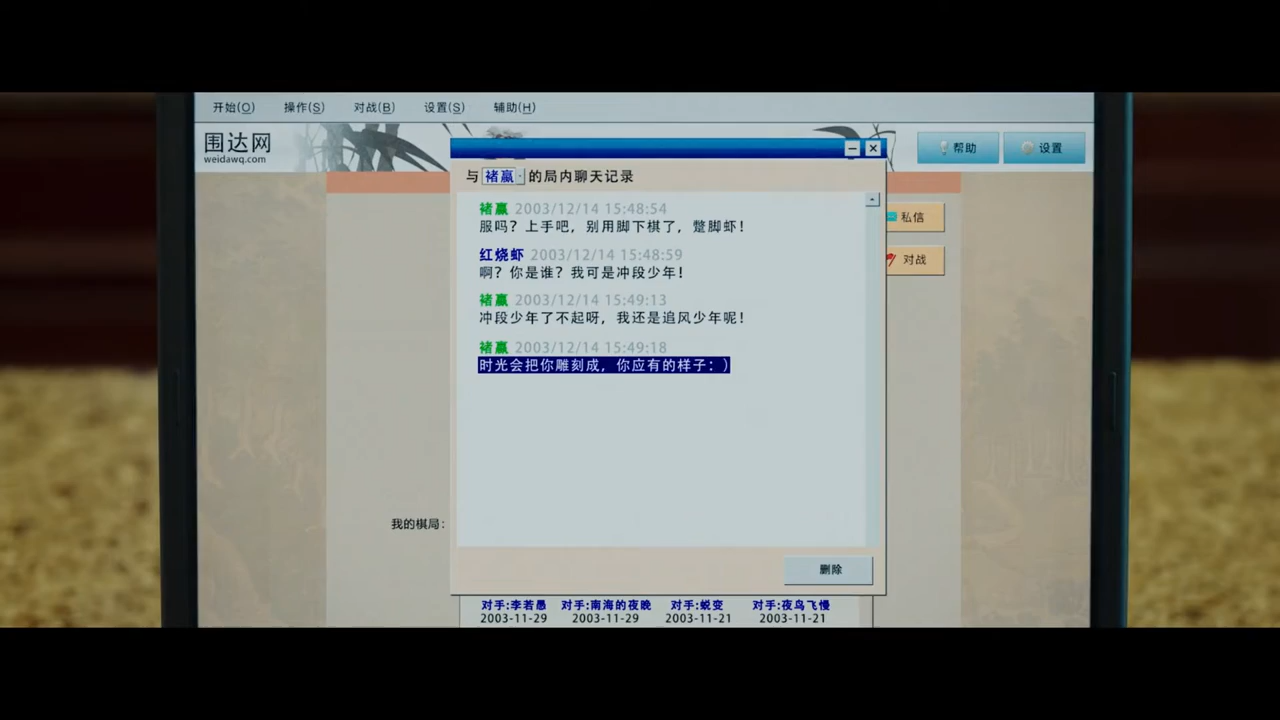 开始(O) 操作(S) 对战(B) 设置(S) 辅助(H)
围达网
weidawq.com
帮助 设置
与 褚嬴 的局内聊天记录
褚嬴 2003/12/14 15:48:54
服吗？上手吧，别用脚下棋了，蹩脚虾！
红烧虾 2003/12/14 15:48:59
啊？你是谁？我可是冲段少年！
褚嬴 2003/12/14 15:49:13
冲段少年了不起呀，我还是追风少年呢！
褚嬴 2003/12/14 15:49:18
时光会把你雕刻成，你应有的样子：）
私信
对战
我的棋局：
删除
对手:李若愚 对手:南海的夜晚 对手:蜕变 对手:夜鸟飞慢
2003-11-29 2003-11-29 2003-11-21 2003-11-21